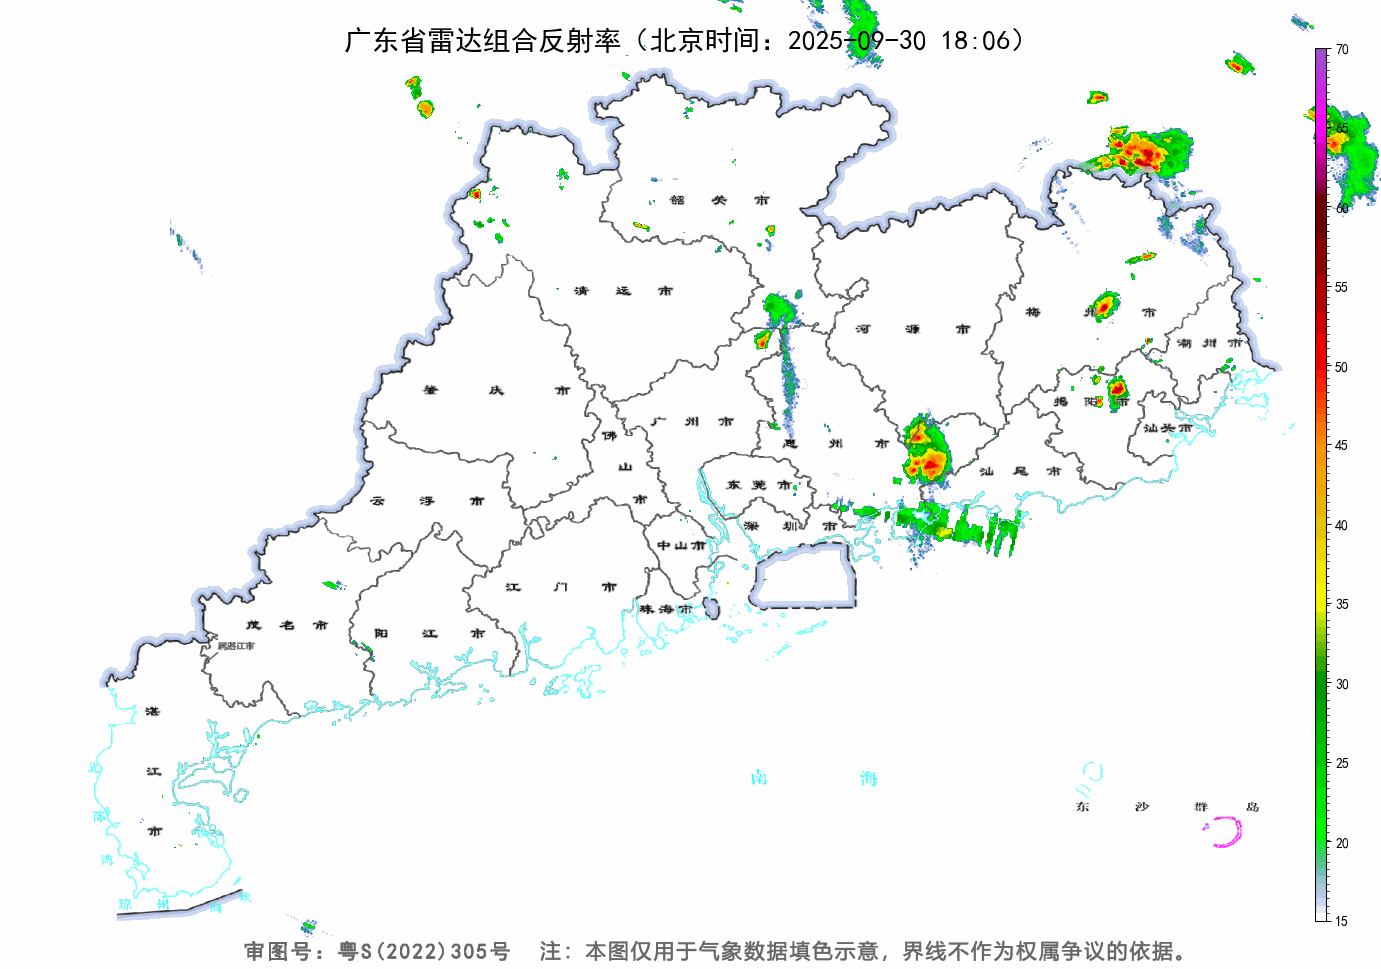 广东省雷达组合反射率（北京时间：2025-09-30 18:06）
70
65
60
55
50
45
40
35
30
25
20
15
韶关市
清远市
河源市
梅州市
潮州市
肇庆市
广州市
佛山市
惠州市
揭阳市
汕头市
汕尾市
云浮市
东莞市
深圳市
中山市
江门市
珠海市
茂名市
阳江市
属湛江市
湛江市
北部湾
南海
东沙群岛
琼州海峡
审图号：粤S(2022)305号 注：本图仅用于气象数据填色示意，界线不作为权属争议的依据。